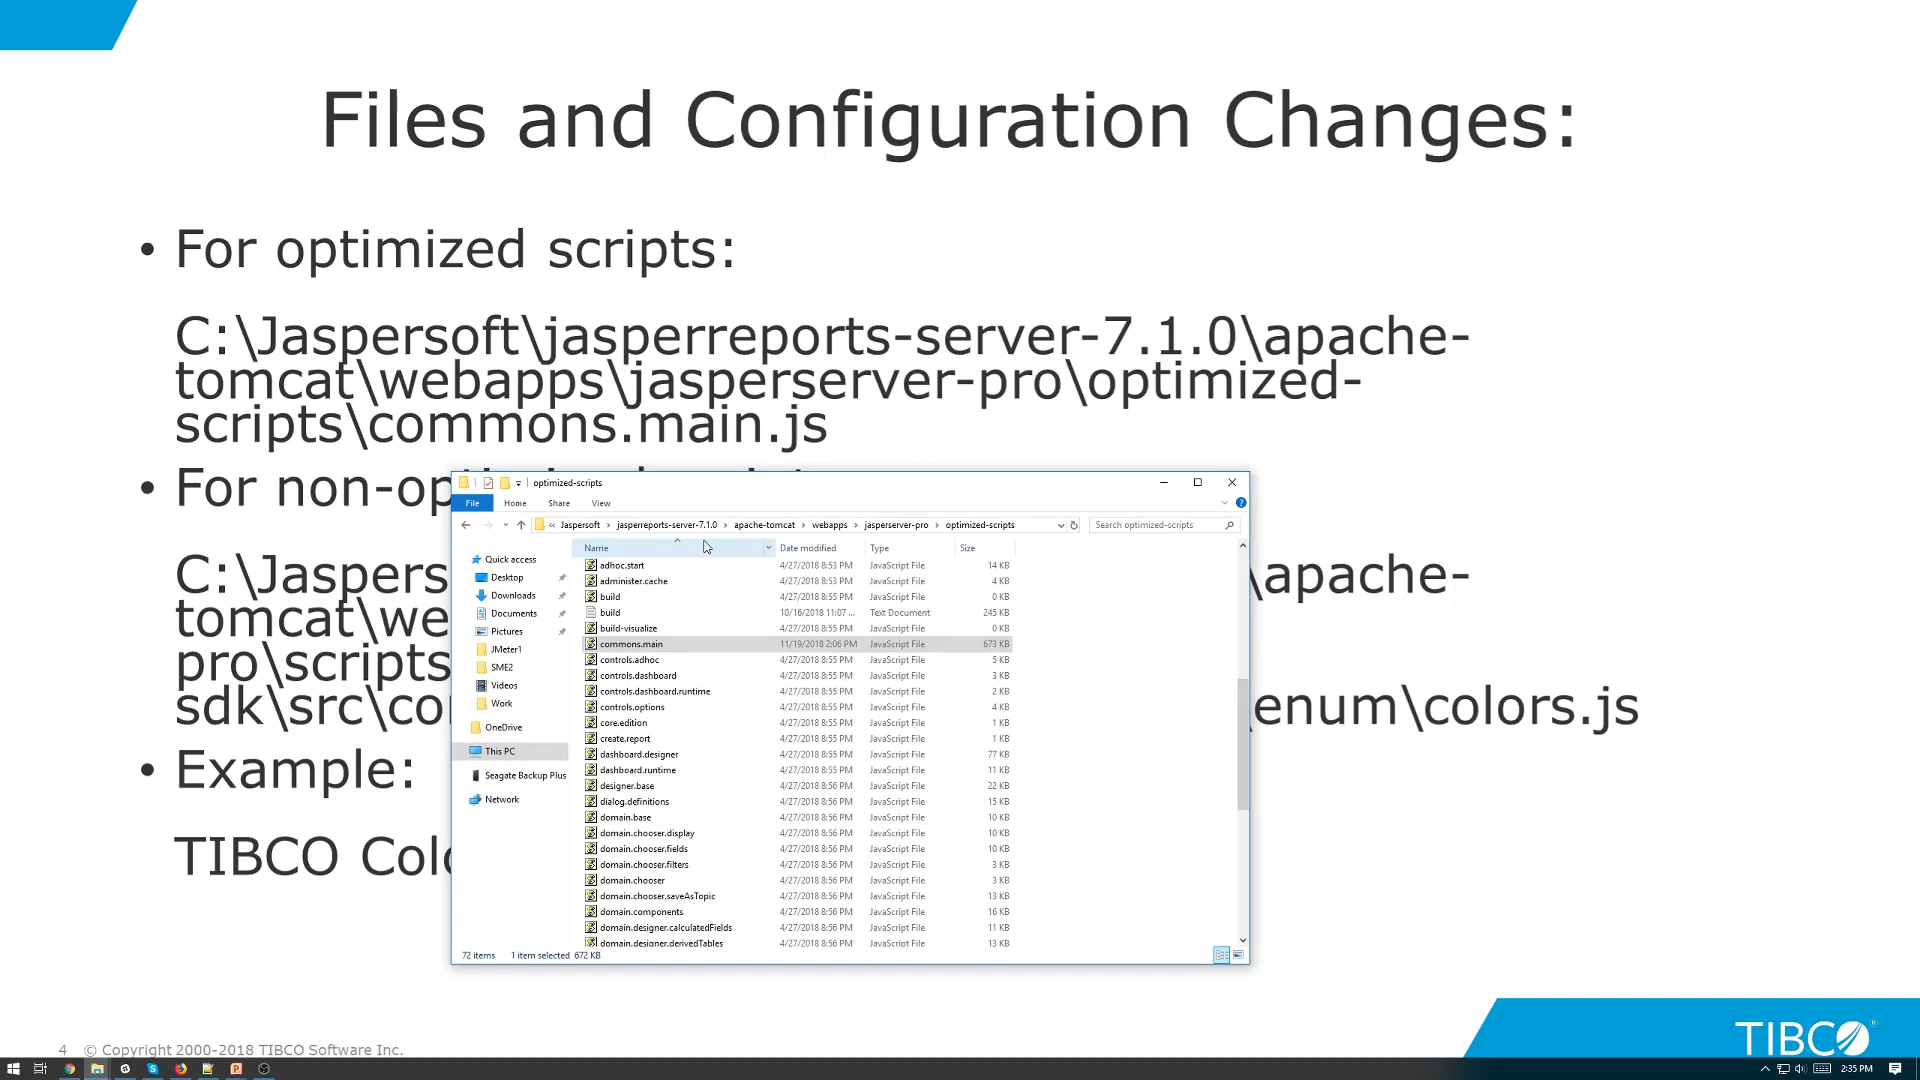 Files and Configuration Changes:
• For optimized scripts:
C:\Jaspersoft\jasperreports-server-7.1.0\apache-
tomcat\webapps\jasperserver-pro\optimized-
scripts\commons.main.js
• For non-op
C:\Jaspers
\apache-
tomcat\we
pro\scripts
sdk\src\co
enum\colors.js
• Example:
TIBCO Col
optimized-scripts
File Home Share View
« Jaspersoft › jasperreports-server-7.1.0 › apache-tomcat › webapps › jasperserver-pro › optimized-scripts
Search optimized-scripts
Quick access
Desktop
Downloads
Documents
Pictures
JMeter1
SME2
Videos
Work
OneDrive
This PC
Seagate Backup Plus
Network
Name Date modified Type Size
adhoc.start 4/27/2018 8:53 PM JavaScript File 14 KB
administer.cache 4/27/2018 8:53 PM JavaScript File 4 KB
build 4/27/2018 8:55 PM JavaScript File 0 KB
build 10/16/2018 11:07 ... Text Document 245 KB
build-visualize 4/27/2018 8:55 PM JavaScript File 0 KB
commons.main 11/19/2018 2:06 PM JavaScript File 673 KB
controls.adhoc 4/27/2018 8:55 PM JavaScript File 5 KB
controls.dashboard 4/27/2018 8:55 PM JavaScript File 3 KB
controls.dashboard.runtime 4/27/2018 8:55 PM JavaScript File 2 KB
controls.options 4/27/2018 8:55 PM JavaScript File 4 KB
core.edition 4/27/2018 8:55 PM JavaScript File 1 KB
create.report 4/27/2018 8:55 PM JavaScript File 1 KB
dashboard.designer 4/27/2018 8:55 PM JavaScript File 77 KB
dashboard.runtime 4/27/2018 8:55 PM JavaScript File 11 KB
designer.base 4/27/2018 8:56 PM JavaScript File 22 KB
dialog.definitions 4/27/2018 8:56 PM JavaScript File 15 KB
domain.base 4/27/2018 8:56 PM JavaScript File 10 KB
domain.chooser.display 4/27/2018 8:56 PM JavaScript File 10 KB
domain.chooser.fields 4/27/2018 8:56 PM JavaScript File 10 KB
domain.chooser.filters 4/27/2018 8:56 PM JavaScript File 3 KB
domain.chooser 4/27/2018 8:56 PM JavaScript File 3 KB
domain.chooser.saveAsTopic 4/27/2018 8:56 PM JavaScript File 13 KB
domain.components 4/27/2018 8:56 PM JavaScript File 16 KB
domain.designer.calculatedFields 4/27/2018 8:56 PM JavaScript File 11 KB
domain.designer.derivedTables 4/27/2018 8:56 PM JavaScript File 13 KB
72 items 1 item selected 672 KB
4 © Copyright 2000-2018 TIBCO Software Inc.
TIBCO
2:35 PM